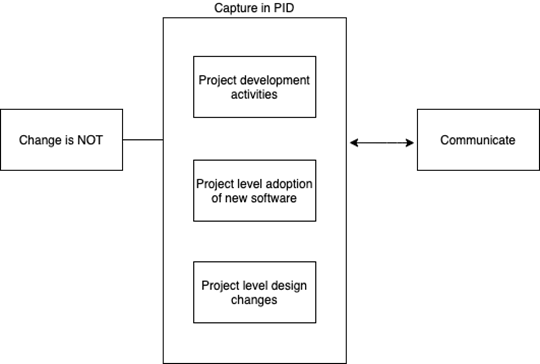 Capture in PID
Project development
activities
Change is NOT
Communicate
Project level adoption
of new software
Project level design
changes